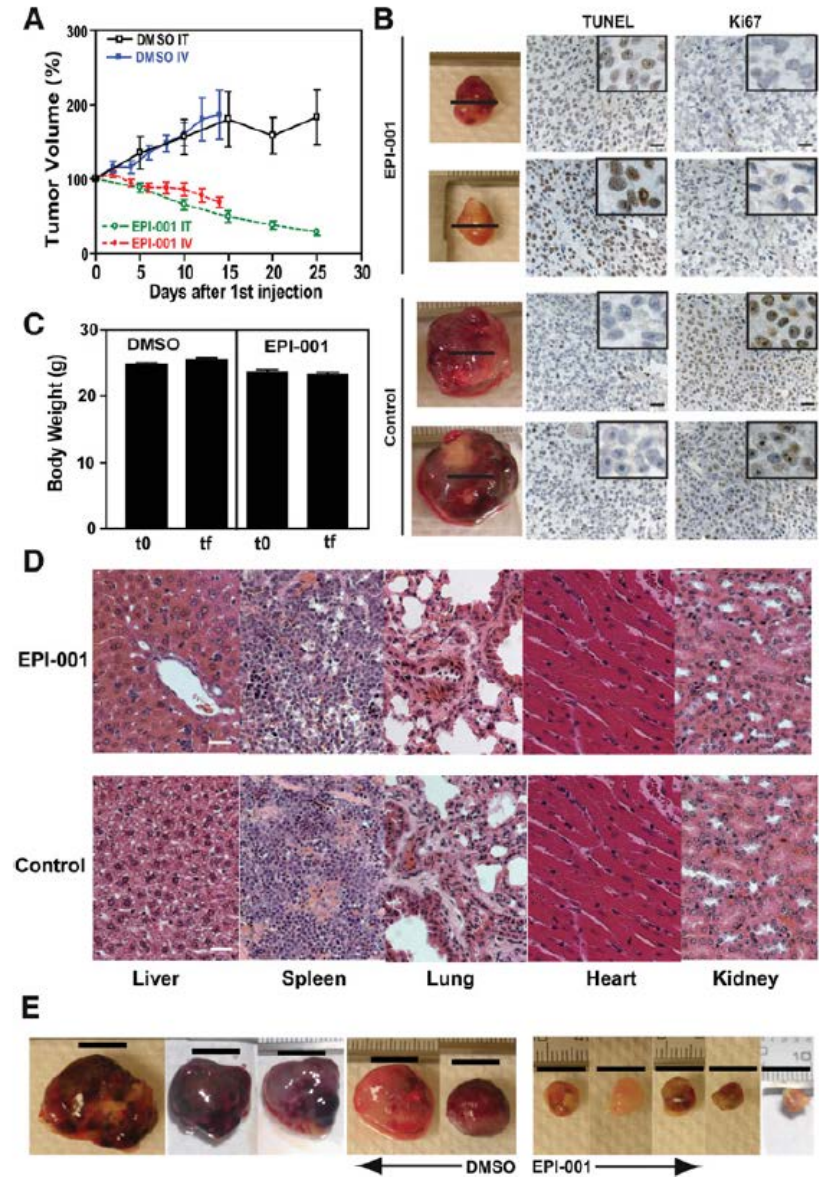 A
Tumor Volume (%)
300
200
100
0
DMSO IT
DMSO IV
EPI-001 IT
EPI-001 IV
0 5 10 15 20 25 30
Days after 1st injection
B
TUNEL Ki67
EPI-001
Control
C
Body Weight (g)
30
20
10
0
DMSO EPI-001
t0 tf t0 tf
D
EPI-001
Control
Liver Spleen Lung Heart Kidney
E
DMSO EPI-001